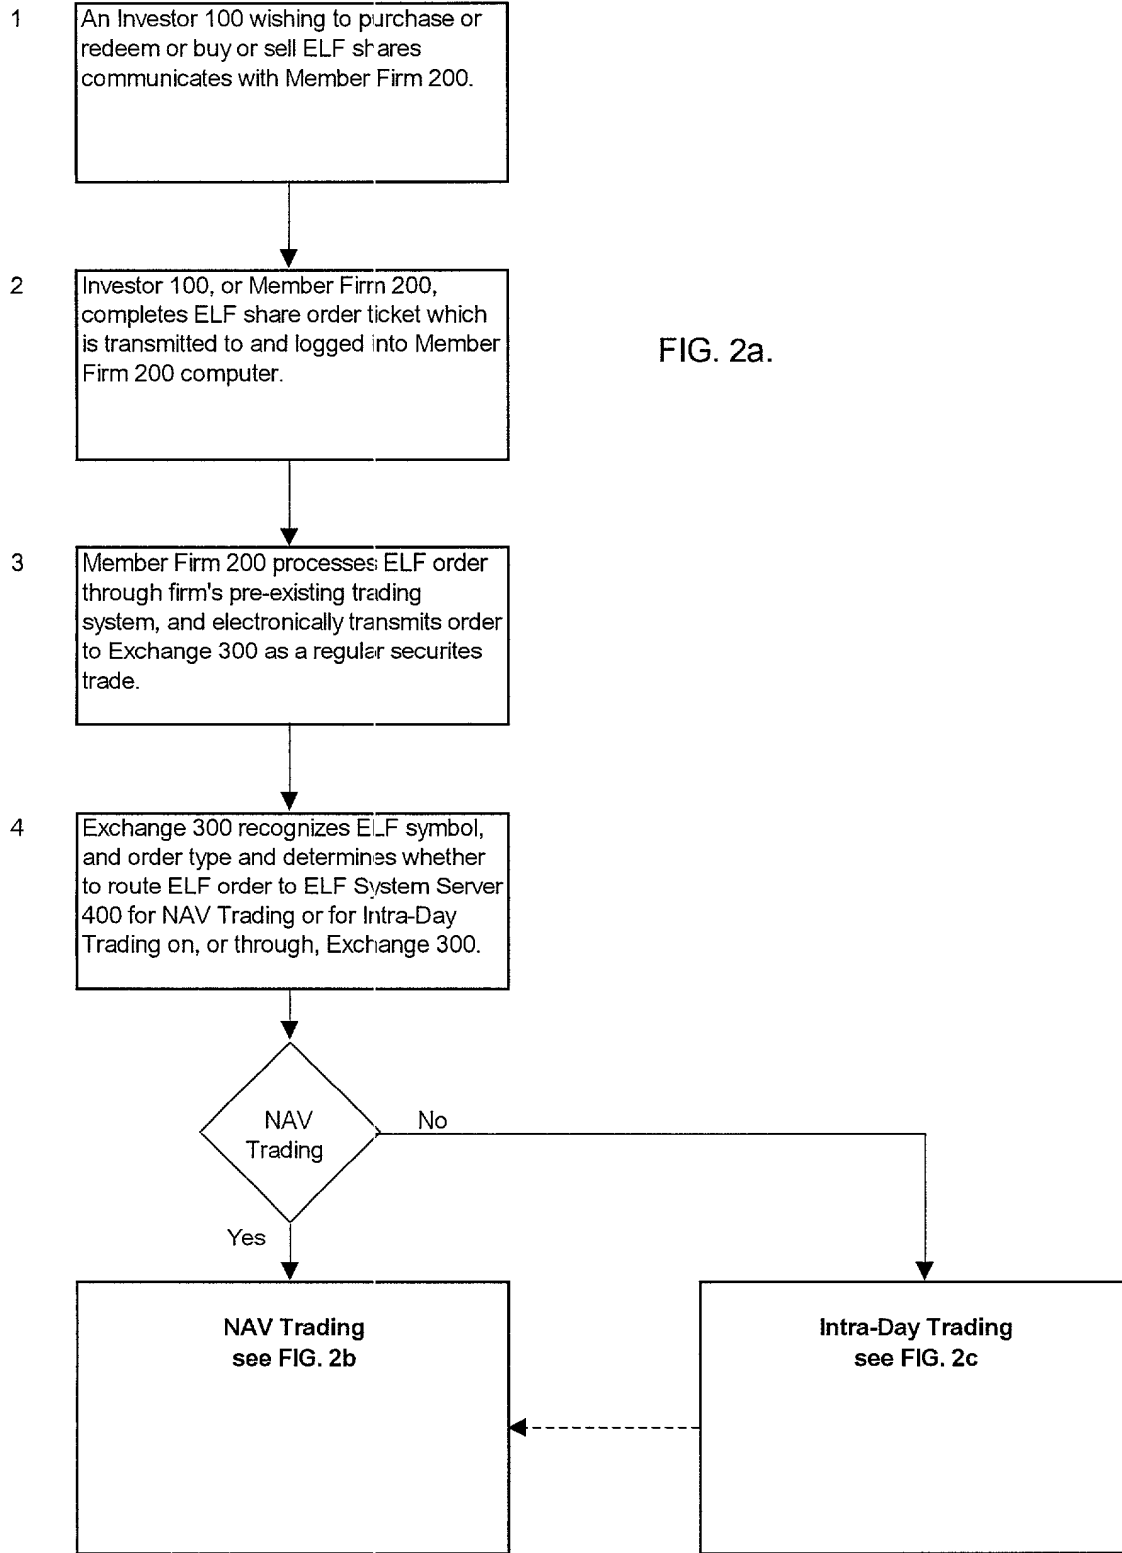 1
An Investor 100 wishing to purchase or
redeem or buy or sell ELF shares
communicates with Member Firm 200.
2
Investor 100, or Member Firm 200,
completes ELF share order ticket which
is transmitted to and logged into Member
Firm 200 computer.
FIG. 2a.
3
Member Firm 200 processes ELF order
through firm's pre-existing trading
system, and electronically transmits order
to Exchange 300 as a regular securites
trade.
4
Exchange 300 recognizes ELF symbol,
and order type and determines whether
to route ELF order to ELF System Server
400 for NAV Trading or for Intra-Day
Trading on, or through, Exchange 300.
NAV
Trading
No
Yes
NAV Trading
see FIG. 2b
Intra-Day Trading
see FIG. 2c